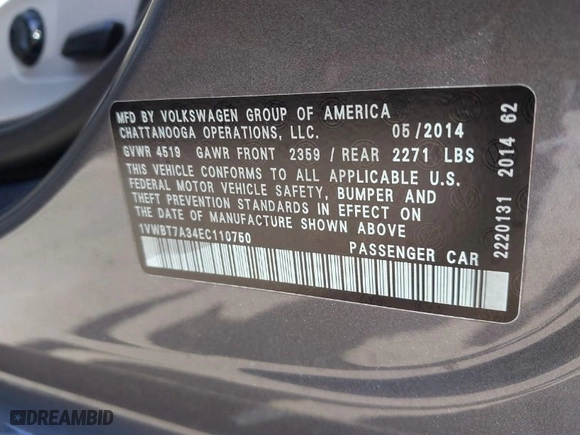 MFD BY VOLKSWAGEN GROUP OF AMERICA
CHATTANOOGA OPERATIONS, LLC. 05/2014
GVWR 4519 GAWR FRONT 2359 / REAR 2271 LBS
THIS VEHICLE CONFORMS TO ALL APPLICABLE U.S.
FEDERAL MOTOR VEHICLE SAFETY, BUMPER AND
THEFT PREVENTION STANDARDS IN EFFECT ON
THE DATE OF MANUFACTURE SHOWN ABOVE
1VWBT7A34EC110750
PASSENGER CAR
2220131 2014 62
DREAMBID